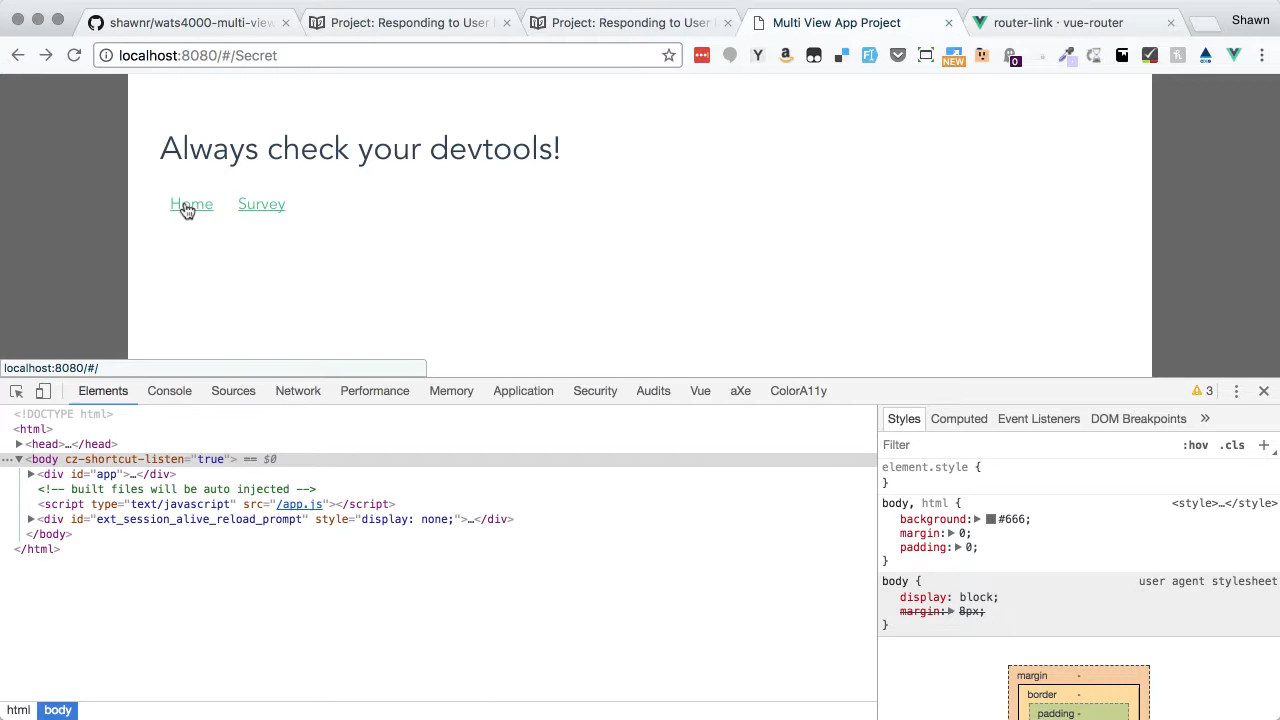 shawnr/wats4000-multi-view
Project: Responding to User I
Project: Responding to User I
Multi View App Project
router-link · vue-router
Shawn
localhost:8080/#/Secret
Y
NEW
0
Always check your devtools!
Home Survey
localhost:8080/#/
Elements Console Sources Network Performance Memory Application Security Audits Vue aXe ColorA11y 3
<!DOCTYPE html>
<html>
<head>…</head>
<body cz-shortcut-listen="true"> == $0
<div id="app">…</div>
<!-- built files will be auto injected -->
<script type="text/javascript" src="/app.js"></script>
<div id="ext_session_alive_reload_prompt" style="display: none;">…</div>
</body>
</html>
html body
Styles Computed Event Listeners DOM Breakpoints »
Filter :hov .cls +
element.style {
}
body, html { <style>…</style>
background: #666;
margin: 0;
padding: 0;
}
body { user agent stylesheet
display: block;
margin: 8px;
}
margin -
border -
padding -